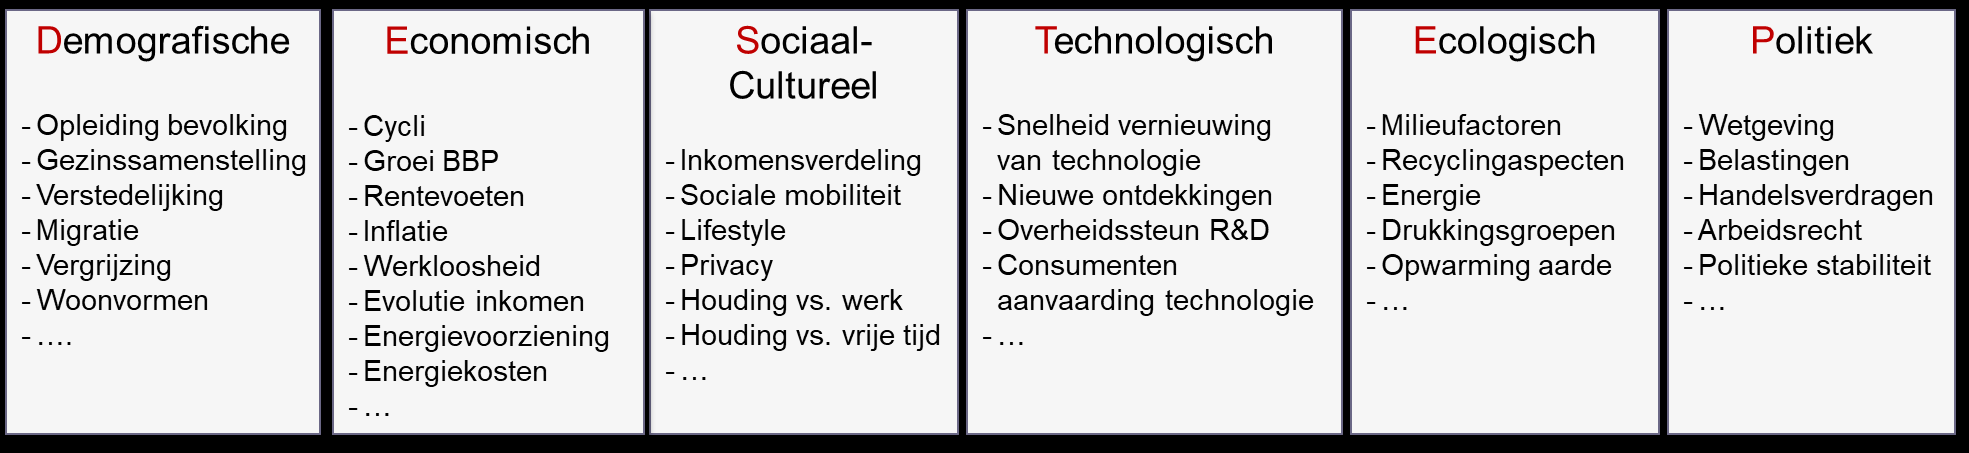 Demografische
- Opleiding bevolking
- Gezinssamenstelling
- Verstedelijking
- Migratie
- Vergrijzing
- Woonvormen
- ....
Economisch
- Cycli
- Groei BBP
- Rentevoeten
- Inflatie
- Werkloosheid
- Evolutie inkomen
- Energievoorziening
- Energiekosten
- ...
Sociaal-
Cultureel
- Inkomensverdeling
- Sociale mobiliteit
- Lifestyle
- Privacy
- Houding vs. werk
- Houding vs. vrije tijd
- ...
Technologisch
- Snelheid vernieuwing
van technologie
- Nieuwe ontdekkingen
- Overheidssteun R&D
- Consumenten
aanvaarding technologie
- ...
Ecologisch
- Milieufactoren
- Recyclingaspecten
- Energie
- Drukkingsgroepen
- Opwarming aarde
- ...
Politiek
- Wetgeving
- Belastingen
- Handelsverdragen
- Arbeidsrecht
- Politieke stabiliteit
- ...